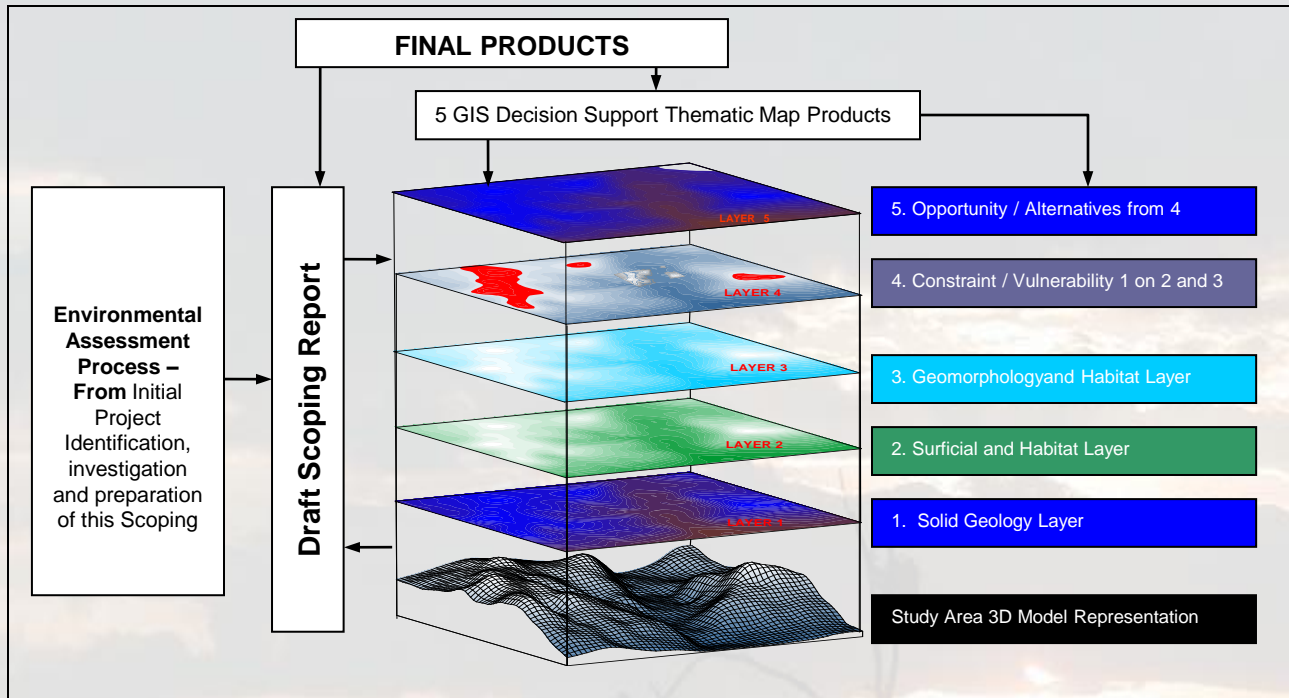 FINAL PRODUCTS
5 GIS Decision Support Thematic Map Products
Environmental
Assessment
Process –
From Initial
Project
Identification,
investigation
and preparation
of this Scoping
Draft Scoping Report
LAYER 5
LAYER 4
LAYER 3
LAYER 2
LAYER 1
5. Opportunity / Alternatives from 4
4. Constraint / Vulnerability 1 on 2 and 3
3. Geomorphologyand Habitat Layer
2. Surficial and Habitat Layer
1. Solid Geology Layer
Study Area 3D Model Representation